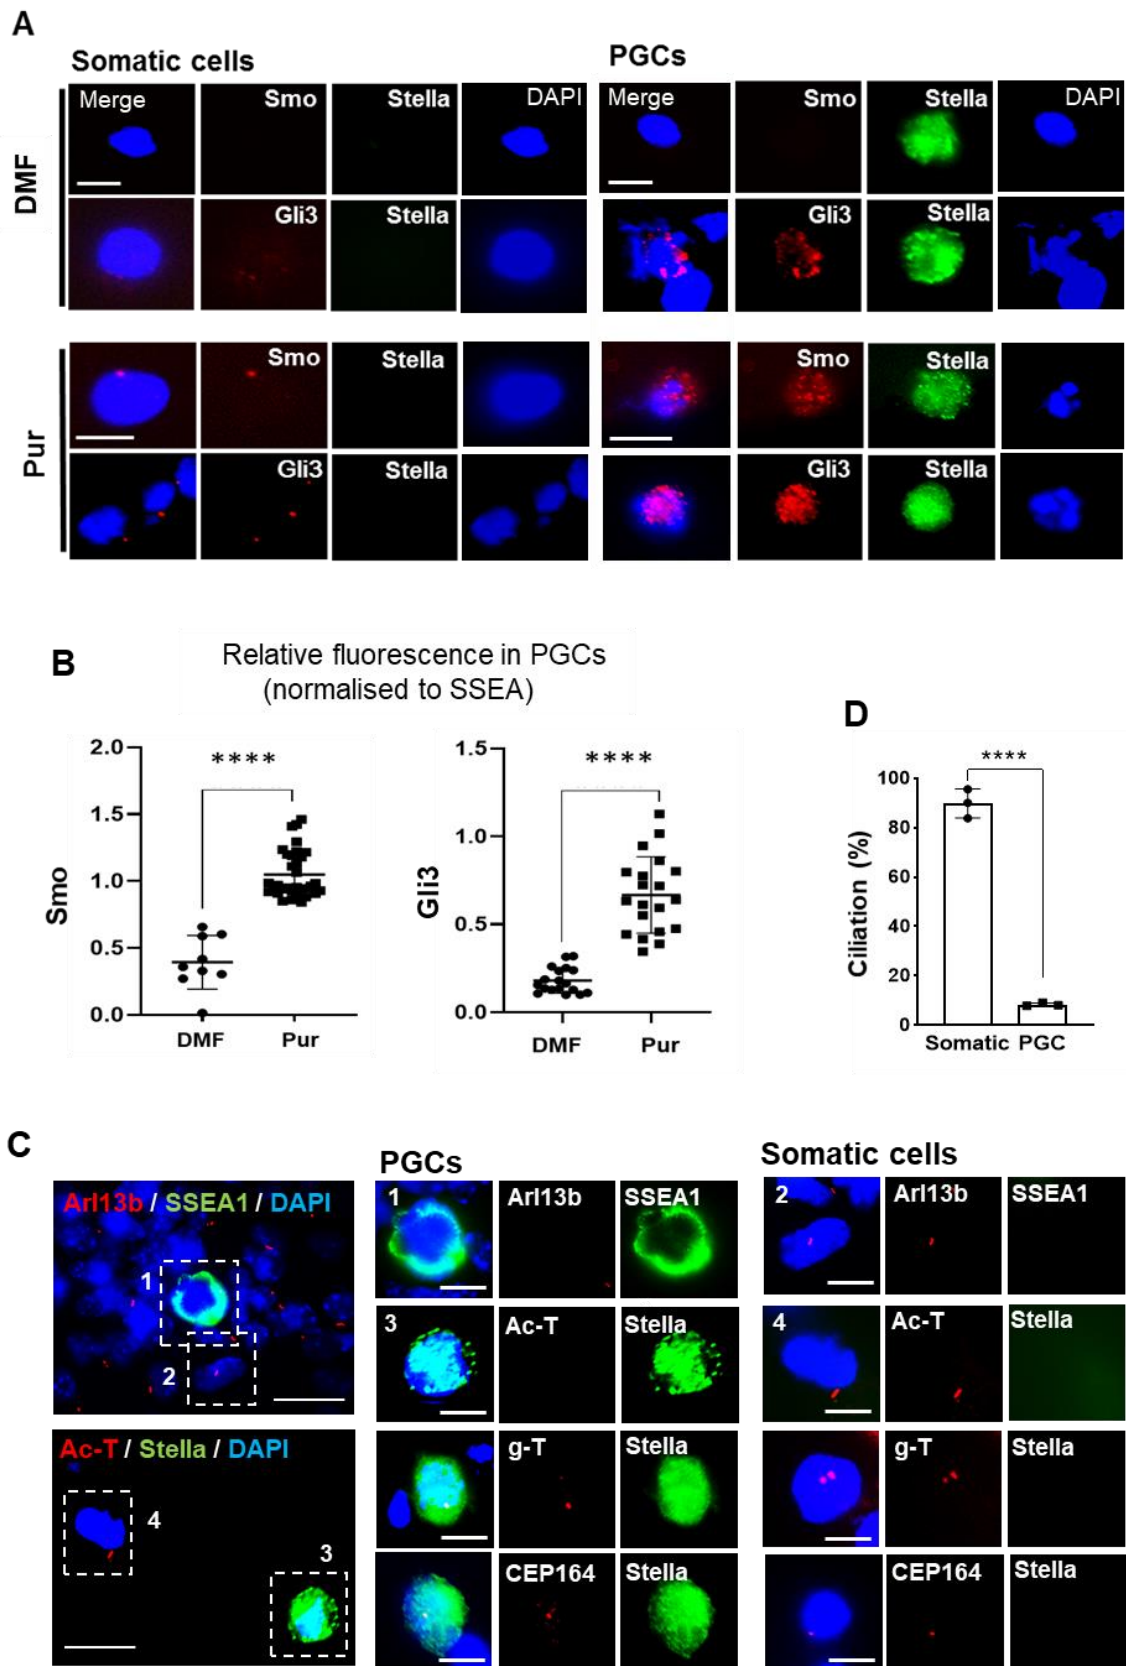 A
Somatic cells
PGCs
DMF
Merge
Smo
Stella
DAPI
Merge
Smo
Stella
DAPI
Gli3
Stella
Gli3
Stella
Pur
Smo
Stella
Smo
Stella
Gli3
Stella
Gli3
Stella
B
Relative fluorescence in PGCs
(normalised to SSEA)
Smo
2.0
1.5
1.0
0.5
0.0
****
DMF
Pur
Gli3
1.5
1.0
0.5
0.0
****
DMF
Pur
D
Ciliation (%)
100
80
60
40
20
0
****
Somatic PGC
C
PGCs
Somatic cells
Arl13b / SSEA1 / DAPI
1
2
Ac-T / Stella / DAPI
4
3
1
Arl13b
SSEA1
2
Arl13b
SSEA1
3
Ac-T
Stella
4
Ac-T
Stella
g-T
Stella
g-T
Stella
CEP164
Stella
CEP164
Stella